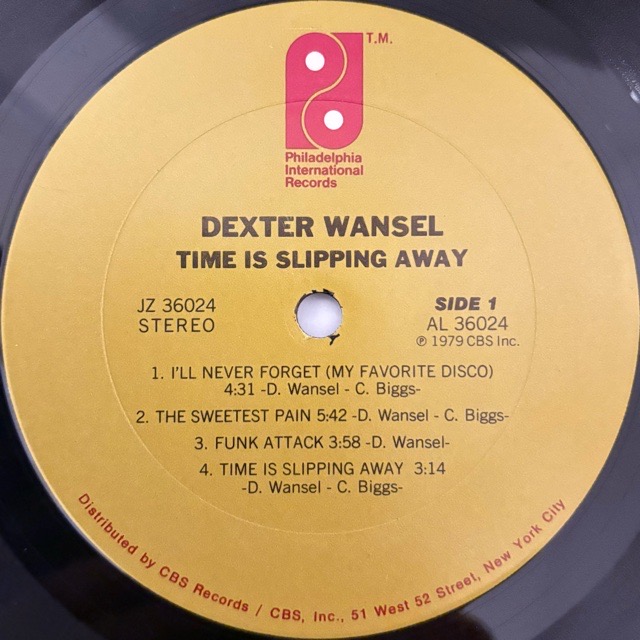 T.M.
Philadelphia
International
Records
DEXTER WANSEL
TIME IS SLIPPING AWAY
JZ 36024
STEREO
SIDE 1
AL 36024
℗ 1979 CBS Inc.
1. I'LL NEVER FORGET (MY FAVORITE DISCO)
4:31 -D. Wansel - C. Biggs-
2. THE SWEETEST PAIN 5:42 -D. Wansel - C. Biggs-
3. FUNK ATTACK 3:58 -D. Wansel-
4. TIME IS SLIPPING AWAY 3:14
-D. Wansel - C. Biggs-
Distributed by CBS Records / CBS, Inc., 51 West 52 Street, New York City